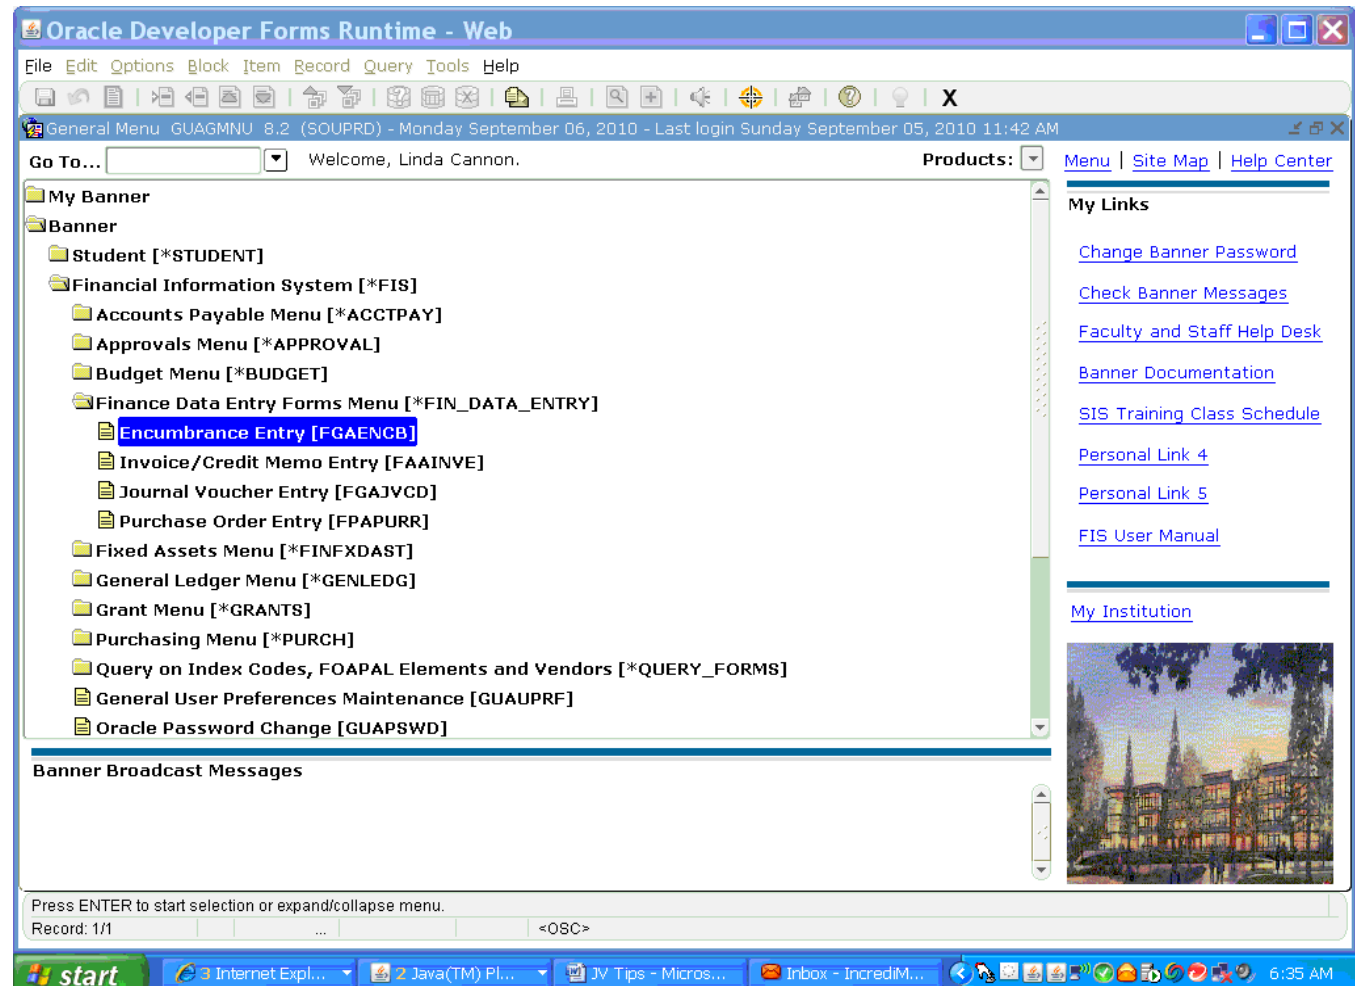 Oracle Developer Forms Runtime - Web
File Edit Options Block Item Record Query Tools Help
X
General Menu GUAGMNU 8.2 (SOUPRD) - Monday September 06, 2010 - Last login Sunday September 05, 2010 11:42 AM
Go To... Welcome, Linda Cannon. Products: Menu | Site Map | Help Center
My Banner
Banner
Student [*STUDENT]
Financial Information System [*FIS]
Accounts Payable Menu [*ACCTPAY]
Approvals Menu [*APPROVAL]
Budget Menu [*BUDGET]
Finance Data Entry Forms Menu [*FIN_DATA_ENTRY]
Encumbrance Entry [FGAENCB]
Invoice/Credit Memo Entry [FAAINVE]
Journal Voucher Entry [FGAJVCD]
Purchase Order Entry [FPAPURR]
Fixed Assets Menu [*FINFXDAST]
General Ledger Menu [*GENLEDG]
Grant Menu [*GRANTS]
Purchasing Menu [*PURCH]
Query on Index Codes, FOAPAL Elements and Vendors [*QUERY_FORMS]
General User Preferences Maintenance [GUAUPRF]
Oracle Password Change [GUAPSWD]
My Links
Change Banner Password
Check Banner Messages
Faculty and Staff Help Desk
Banner Documentation
SIS Training Class Schedule
Personal Link 4
Personal Link 5
FIS User Manual
My Institution
Banner Broadcast Messages
Press ENTER to start selection or expand/collapse menu.
Record: 1/1 ... <OSC>
start 3 Internet Expl... 2 Java(TM) Pl... JV Tips - Micros... Inbox - IncrediM... 6:35 AM